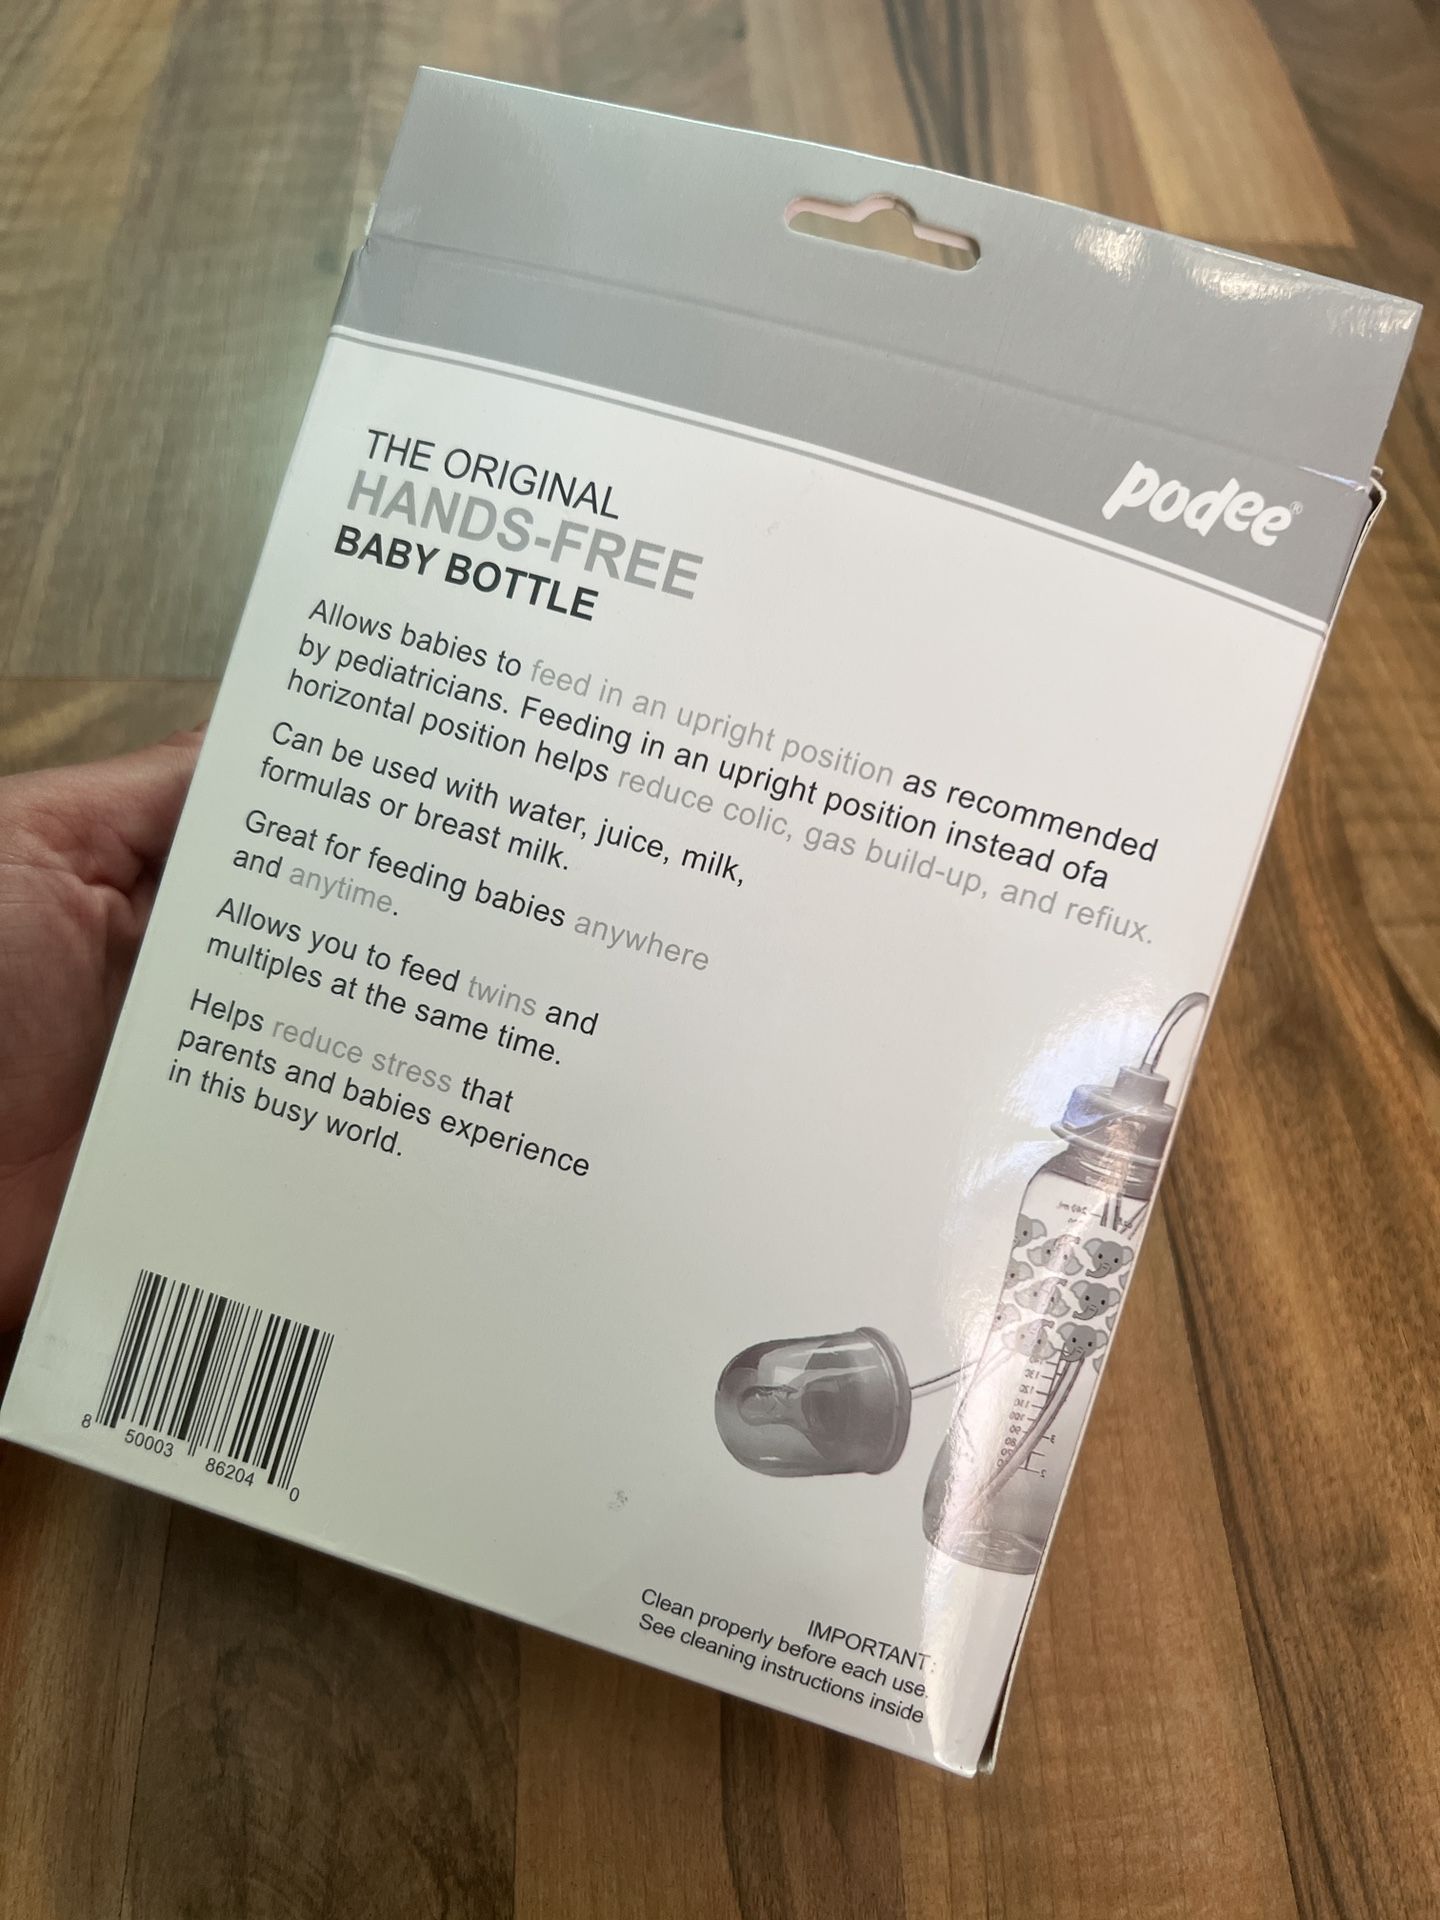 podee®
THE ORIGINAL
HANDS-FREE
BABY BOTTLE
Allows babies to feed in an upright position as recommended
by pediatricians. Feeding in an upright position instead ofa
horizontal position helps reduce colic, gas build-up, and refiux.
Can be used with water, juice, milk,
formulas or breast milk.
Great for feeding babies anywhere
and anytime.
Allows you to feed twins and
multiples at the same time.
Helps reduce stress that
parents and babies experience
in this busy world.
8 50003 86204 0
IMPORTANT:
Clean properly before each use.
See cleaning instructions inside